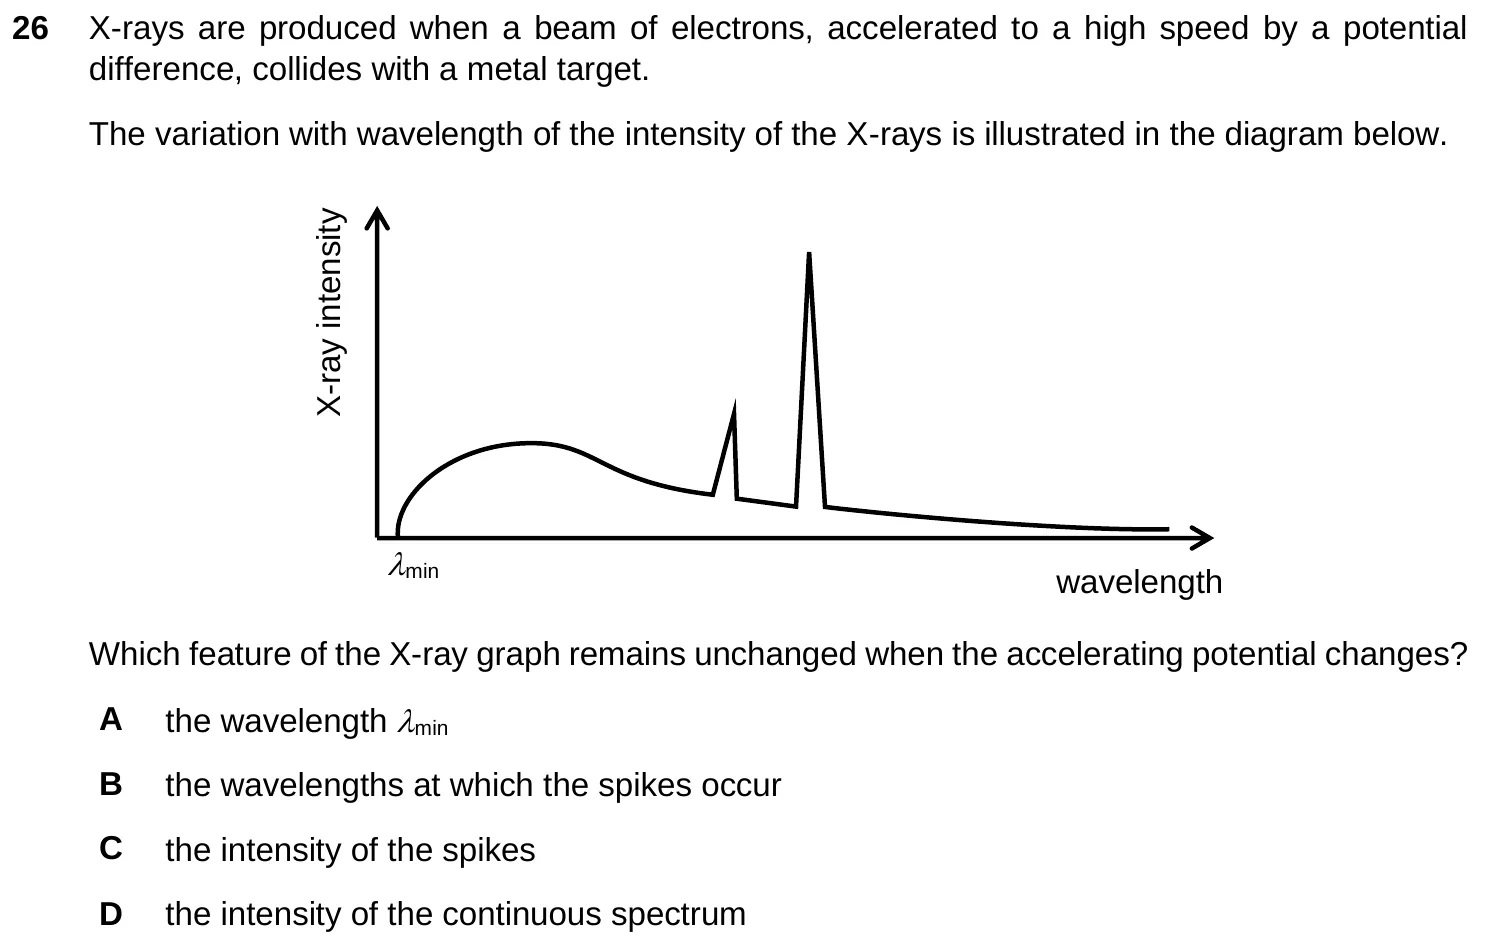 26 X-rays are produced when a beam of electrons, accelerated to a high speed by a potential
difference, collides with a metal target.
The variation with wavelength of the intensity of the X-rays is illustrated in the diagram below.
X-ray intensity
λmin
wavelength
Which feature of the X-ray graph remains unchanged when the accelerating potential changes?
A the wavelength λmin
B the wavelengths at which the spikes occur
C the intensity of the spikes
D the intensity of the continuous spectrum